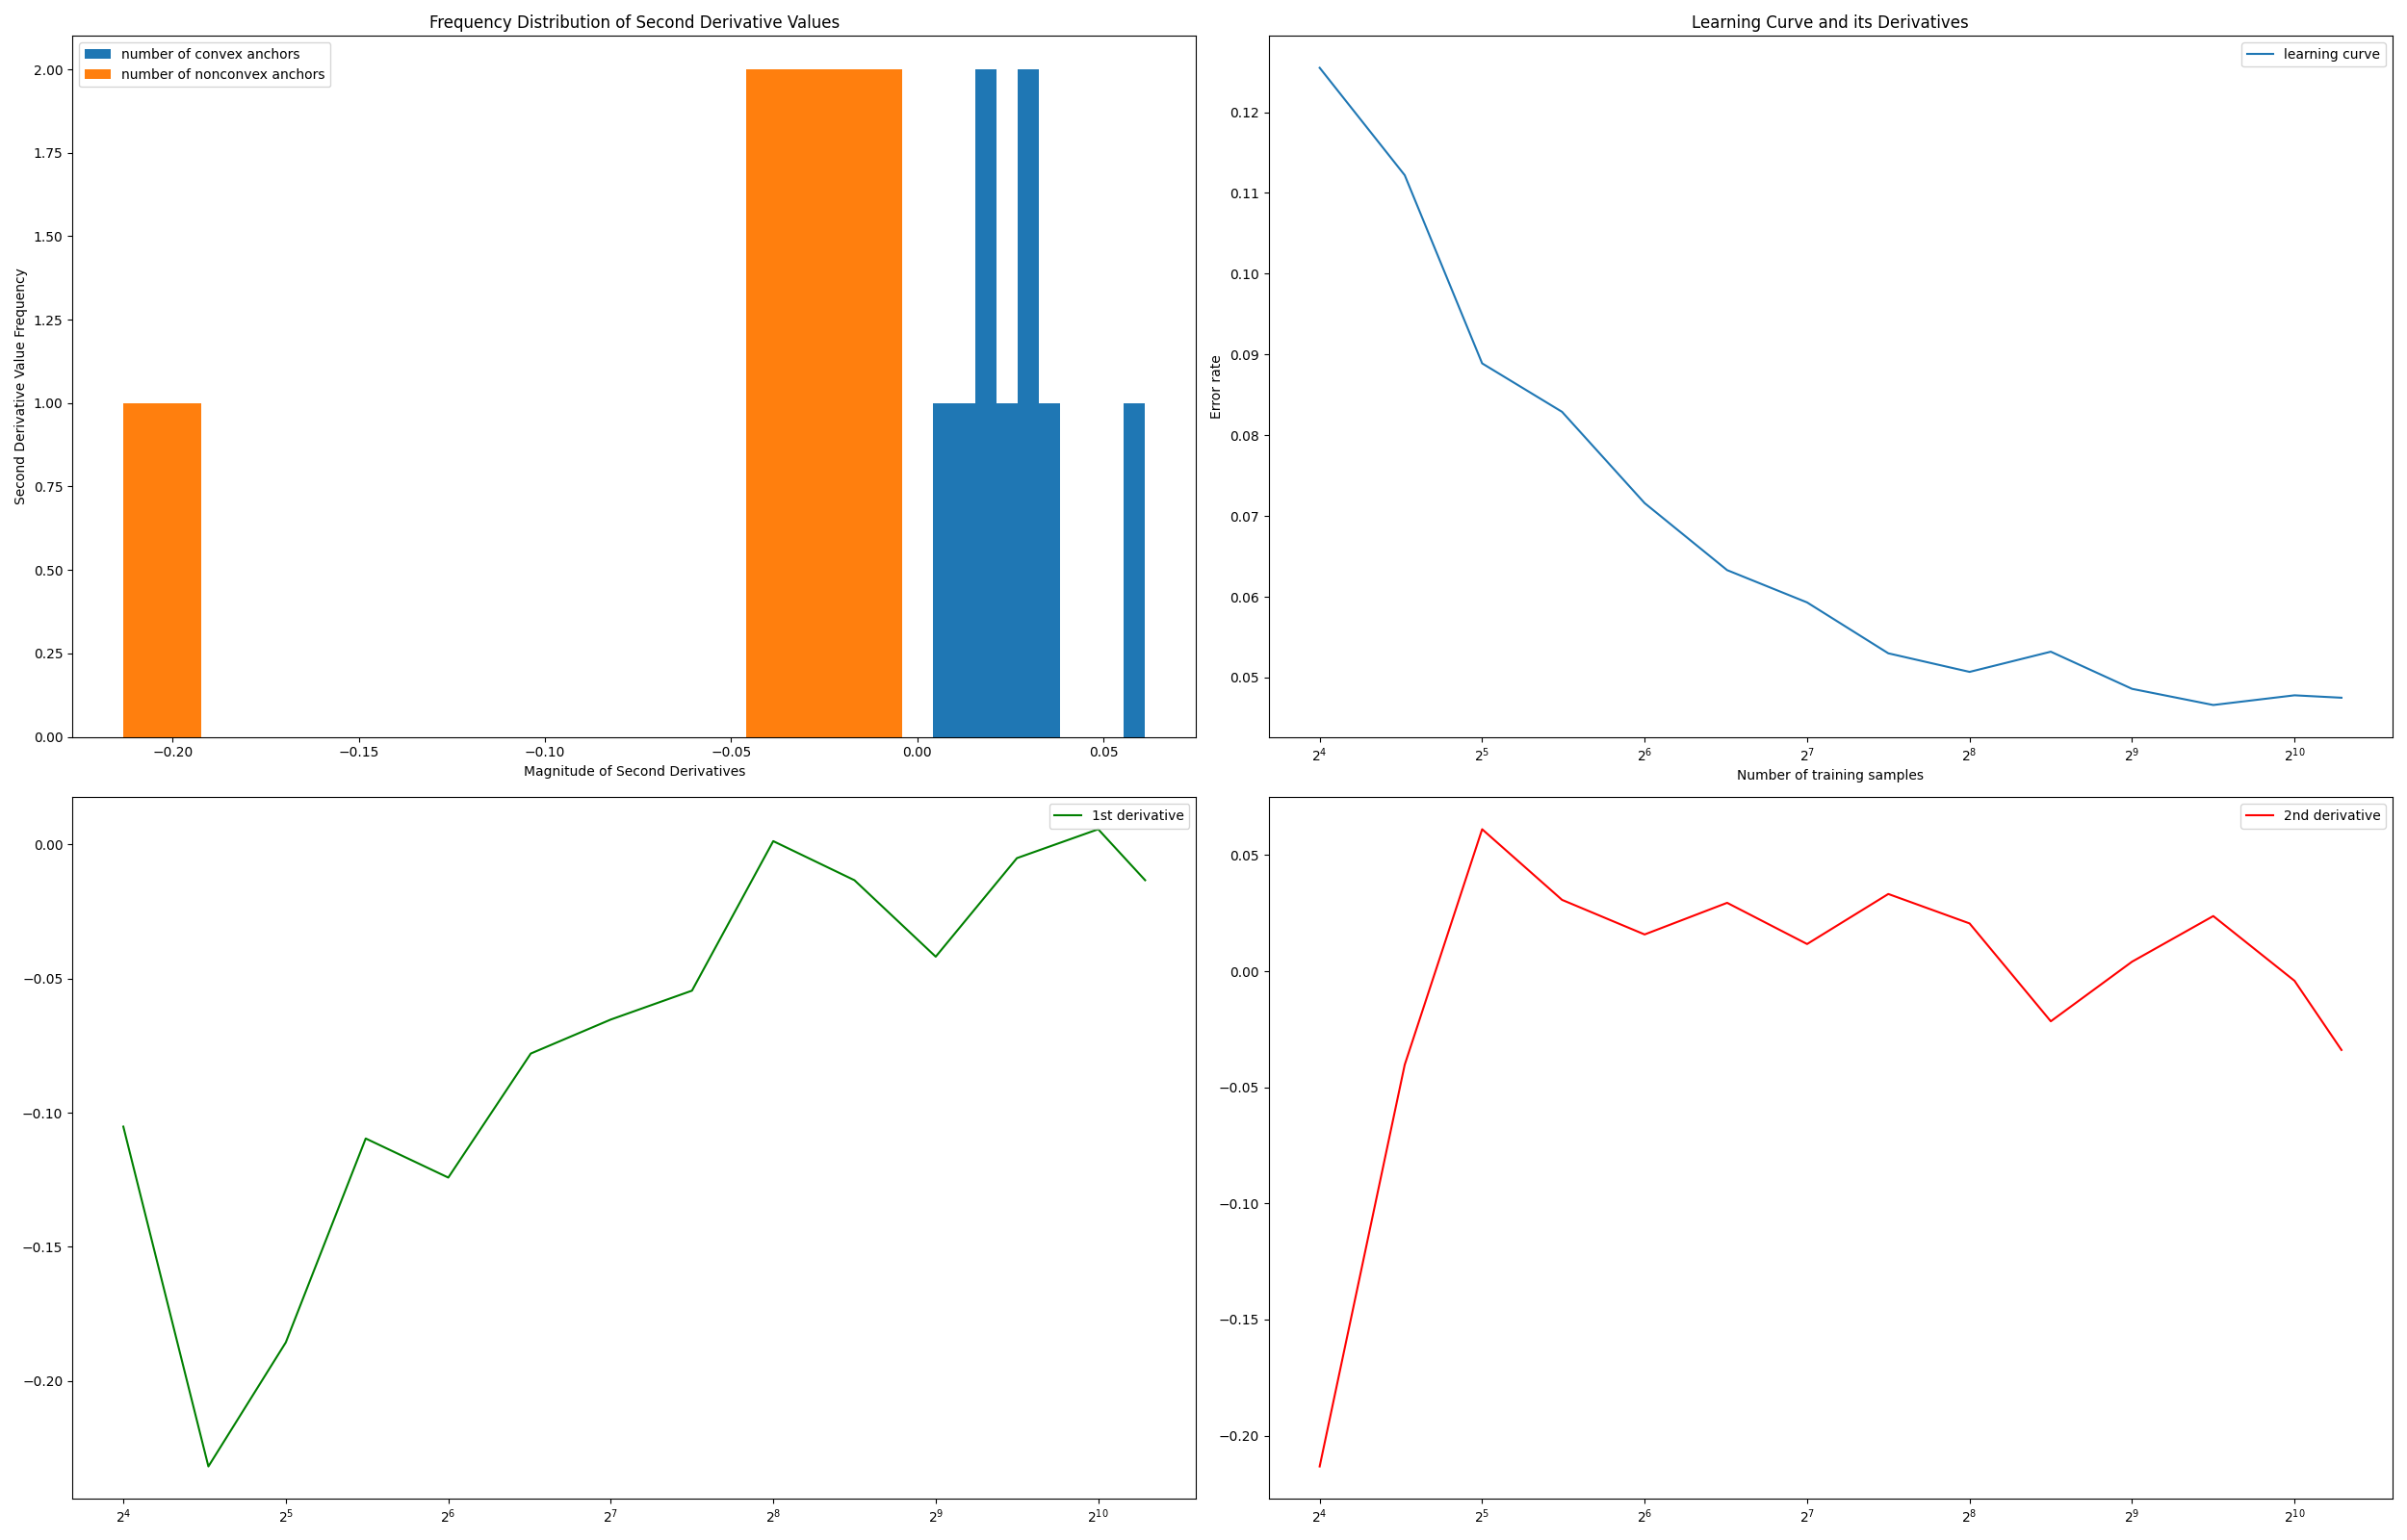 Frequency Distribution of Second Derivative Values
number of convex anchors
number of nonconvex anchors
Second Derivative Value Frequency
2.00
1.75
1.50
1.25
1.00
0.75
0.50
0.25
0.00
−0.20 −0.15 −0.10 −0.05 0.00 0.05
Magnitude of Second Derivatives
Learning Curve and its Derivatives
learning curve
Error rate
0.12
0.11
0.10
0.09
0.08
0.07
0.06
0.05
2⁴ 2⁵ 2⁶ 2⁷ 2⁸ 2⁹ 2¹⁰
Number of training samples
1st derivative
0.00
−0.05
−0.10
−0.15
−0.20
2⁴ 2⁵ 2⁶ 2⁷ 2⁸ 2⁹ 2¹⁰
2nd derivative
0.05
0.00
−0.05
−0.10
−0.15
−0.20
2⁴ 2⁵ 2⁶ 2⁷ 2⁸ 2⁹ 2¹⁰